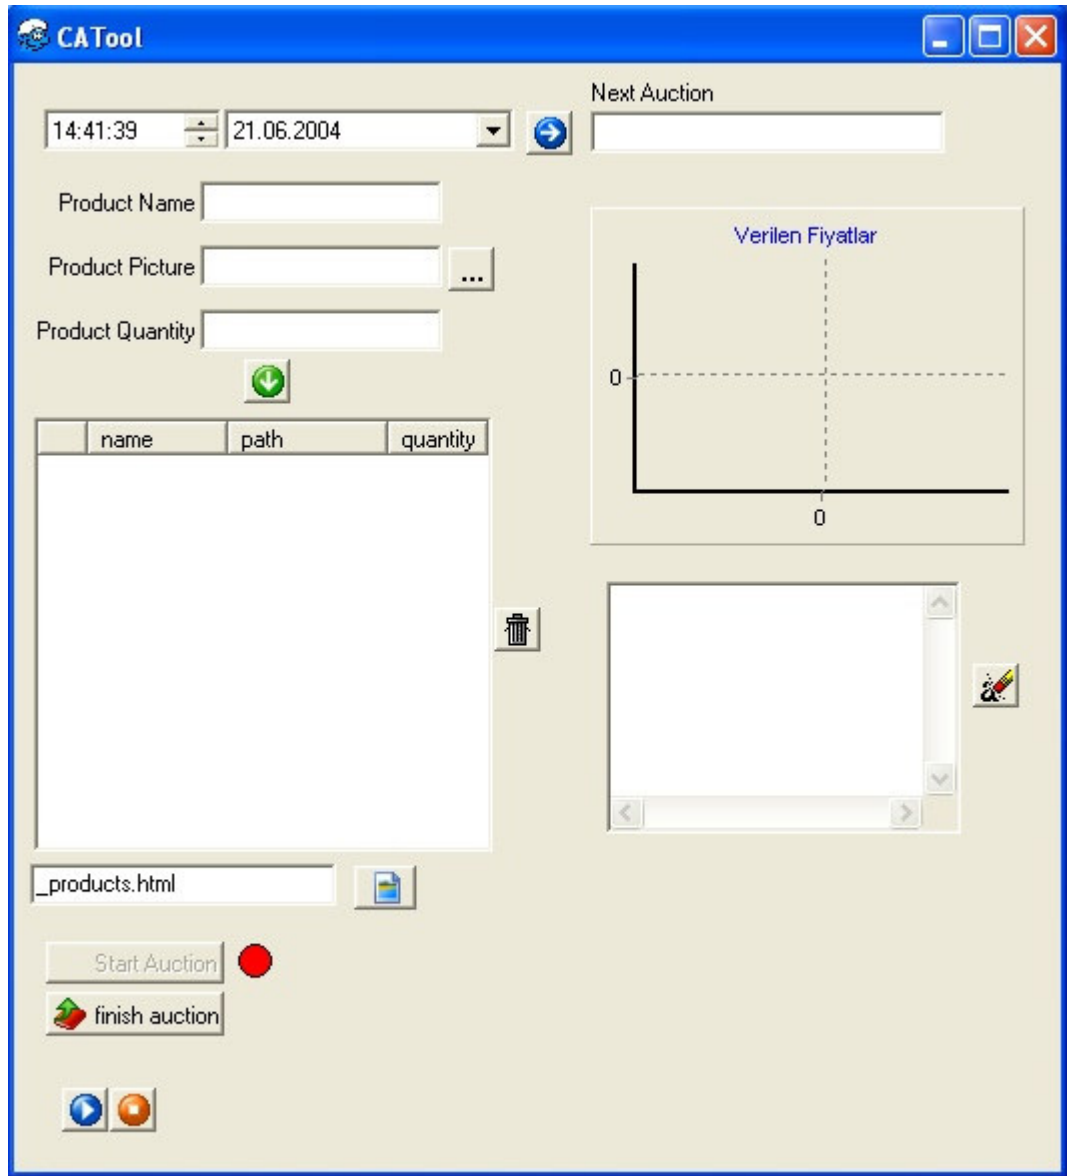 CATool
Next Auction
14:41:39
21.06.2004
Product Name
Verilen Fiyatlar
Product Picture
...
Product Quantity
0
name path quantity
0
_products.html
Start Auction
finish auction